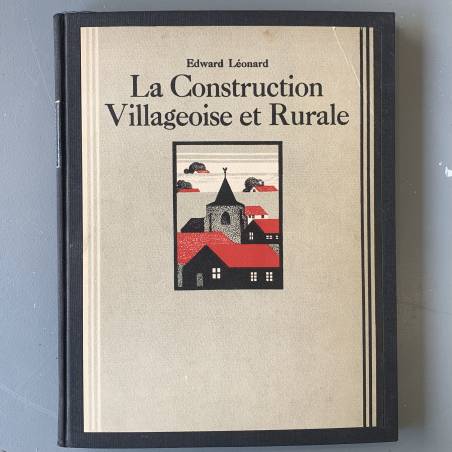 Edward Léonard
La Construction
Villageoise et Rurale